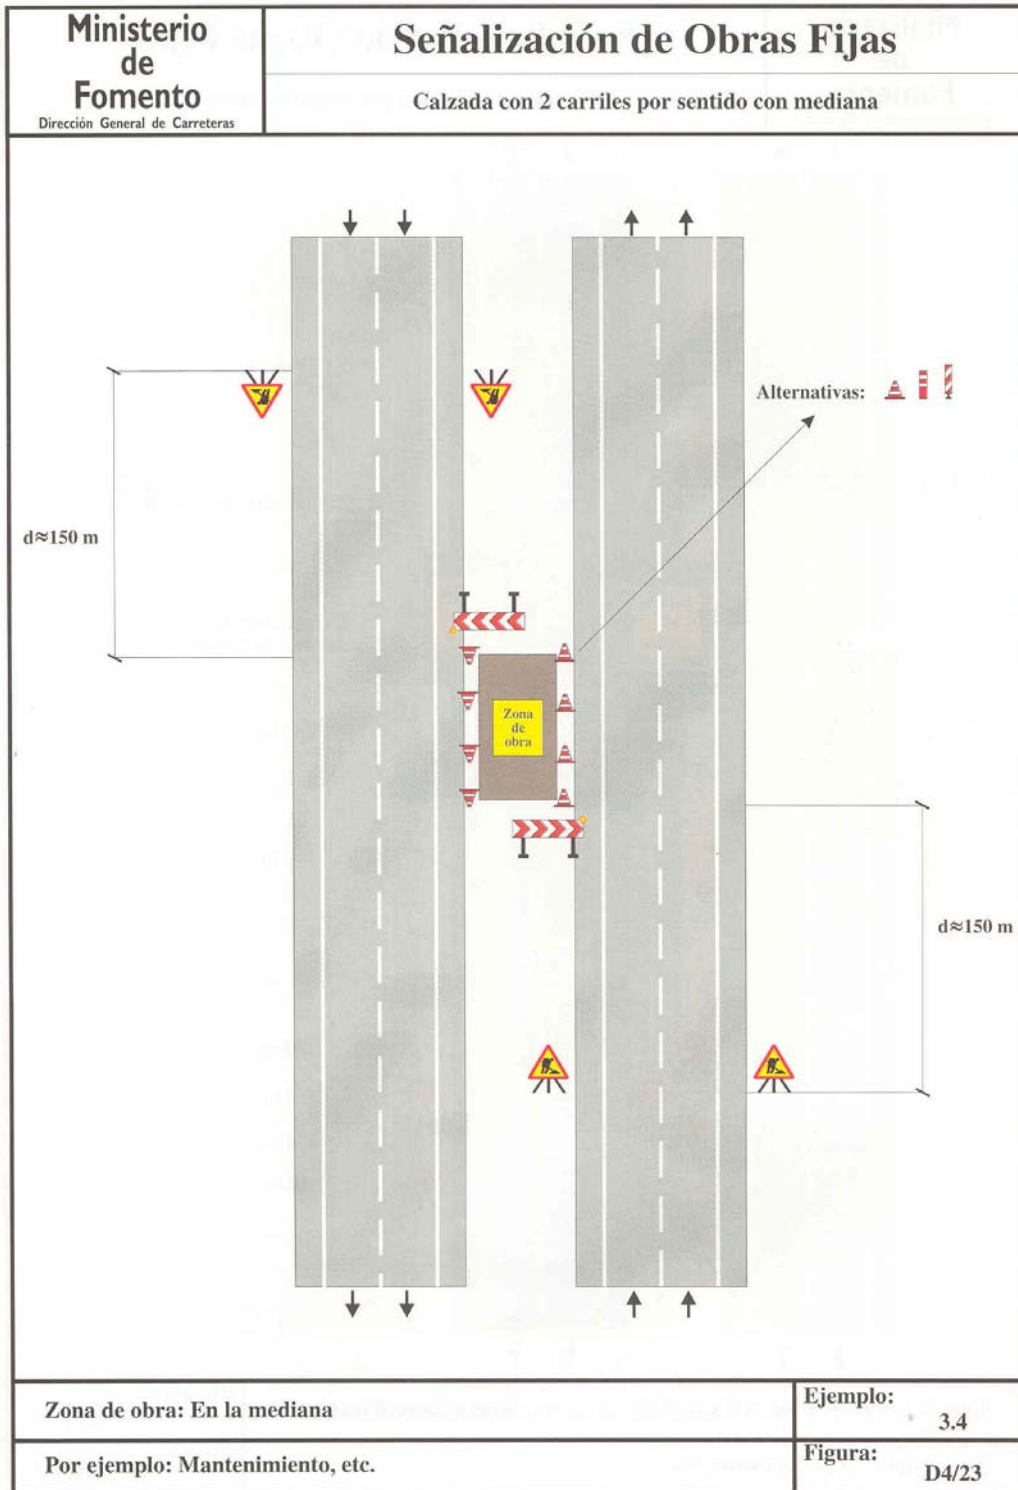 Ministerio
de
Fomento
Dirección General de Carreteras
Señalización de Obras Fijas
Calzada con 2 carriles por sentido con mediana
Alternativas:
d≈150 m
Zona
de
obra
d≈150 m
Zona de obra: En la mediana
Ejemplo:
3.4
Por ejemplo: Mantenimiento, etc.
Figura:
D4/23